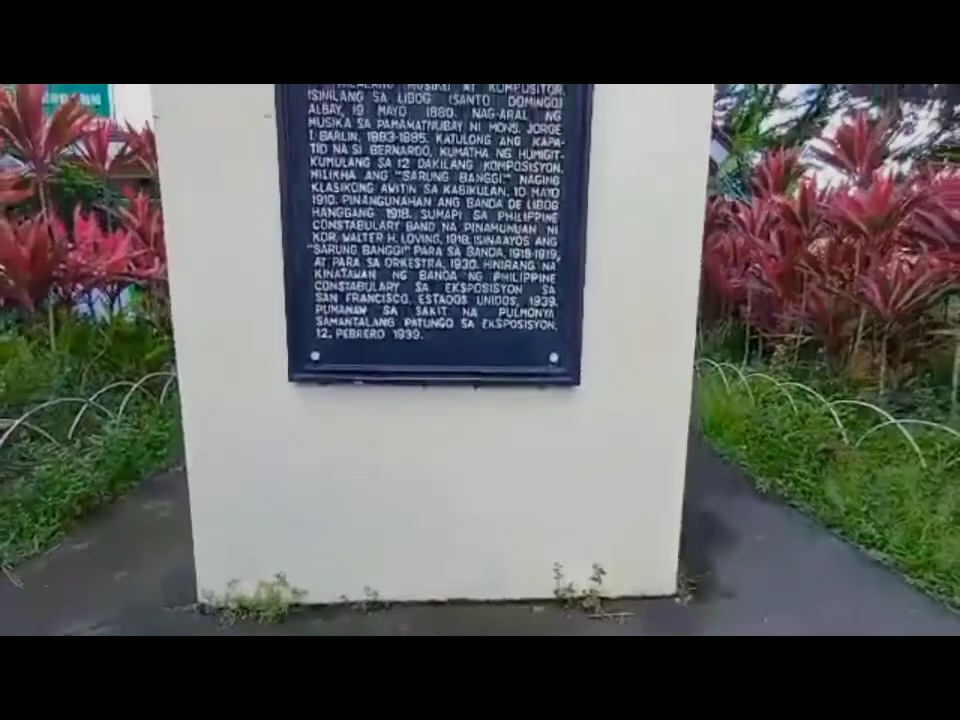 MUSIKO NI KOMPOSITOR.
ISINILANG SA LIBOG (SANTO DOMINGO)
ALBAY, 19 MAYO 1880. NAG-ARAL NG
MUSIKA SA PAMAMATNUBAY NI MONS. JORGE
I. BARLIN, 1883-1895. KATULONG ANG KAPA-
TID NA SI BERNARDO, KUMATHA NG HUMIGIT-
KUMULANG SA 12 DAKILANG KOMPOSISYON.
NILIKHA ANG "SARUNG BANGGI," NAGING
KLASIKONG AWITIN SA KABIKULAN, 10 MAYO
1910. PINANGUNAHAN ANG BANDA DE LIBOG
HANGGANG 1918. SUMAPI SA PHILIPPINE
CONSTABULARY BAND NA PINAMUNUAN NI
KOR. WALTER H. LOVING, 1918. ISINAAYOS ANG
"SARUNG BANGGI" PARA SA BANDA, 1918-1919,
AT PARA SA ORKESTRA, 1930. HINIRANG NA
KINATAWAN NG BANDA NG PHILIPPINE
CONSTABULARY SA EKSPOSISYON SA
SAN FRANCISCO, ESTADOS UNIDOS, 1939.
PUMANAW SA SAKIT NA PULMONYA
SAMANTALANG PATUNGO SA EKSPOSISYON,
12, PEBRERO 1939.